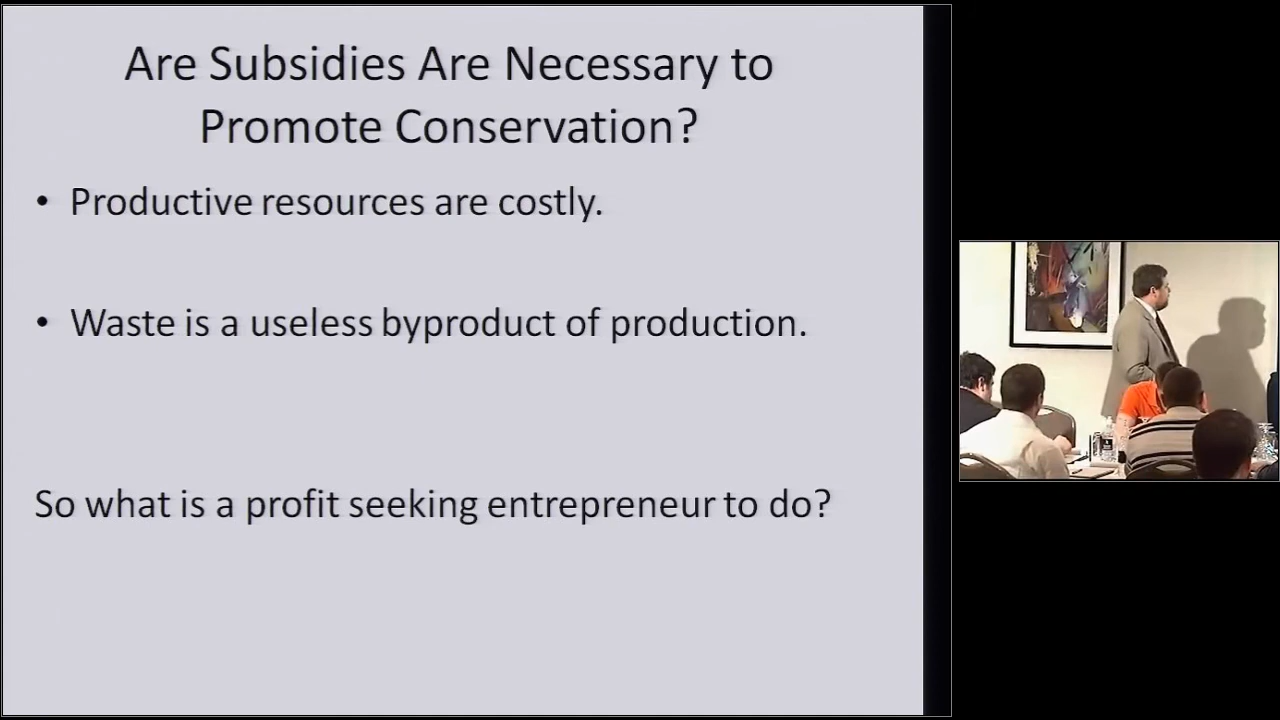 Are Subsidies Are Necessary to
Promote Conservation?
• Productive resources are costly.
• Waste is a useless byproduct of production.
So what is a profit seeking entrepreneur to do?